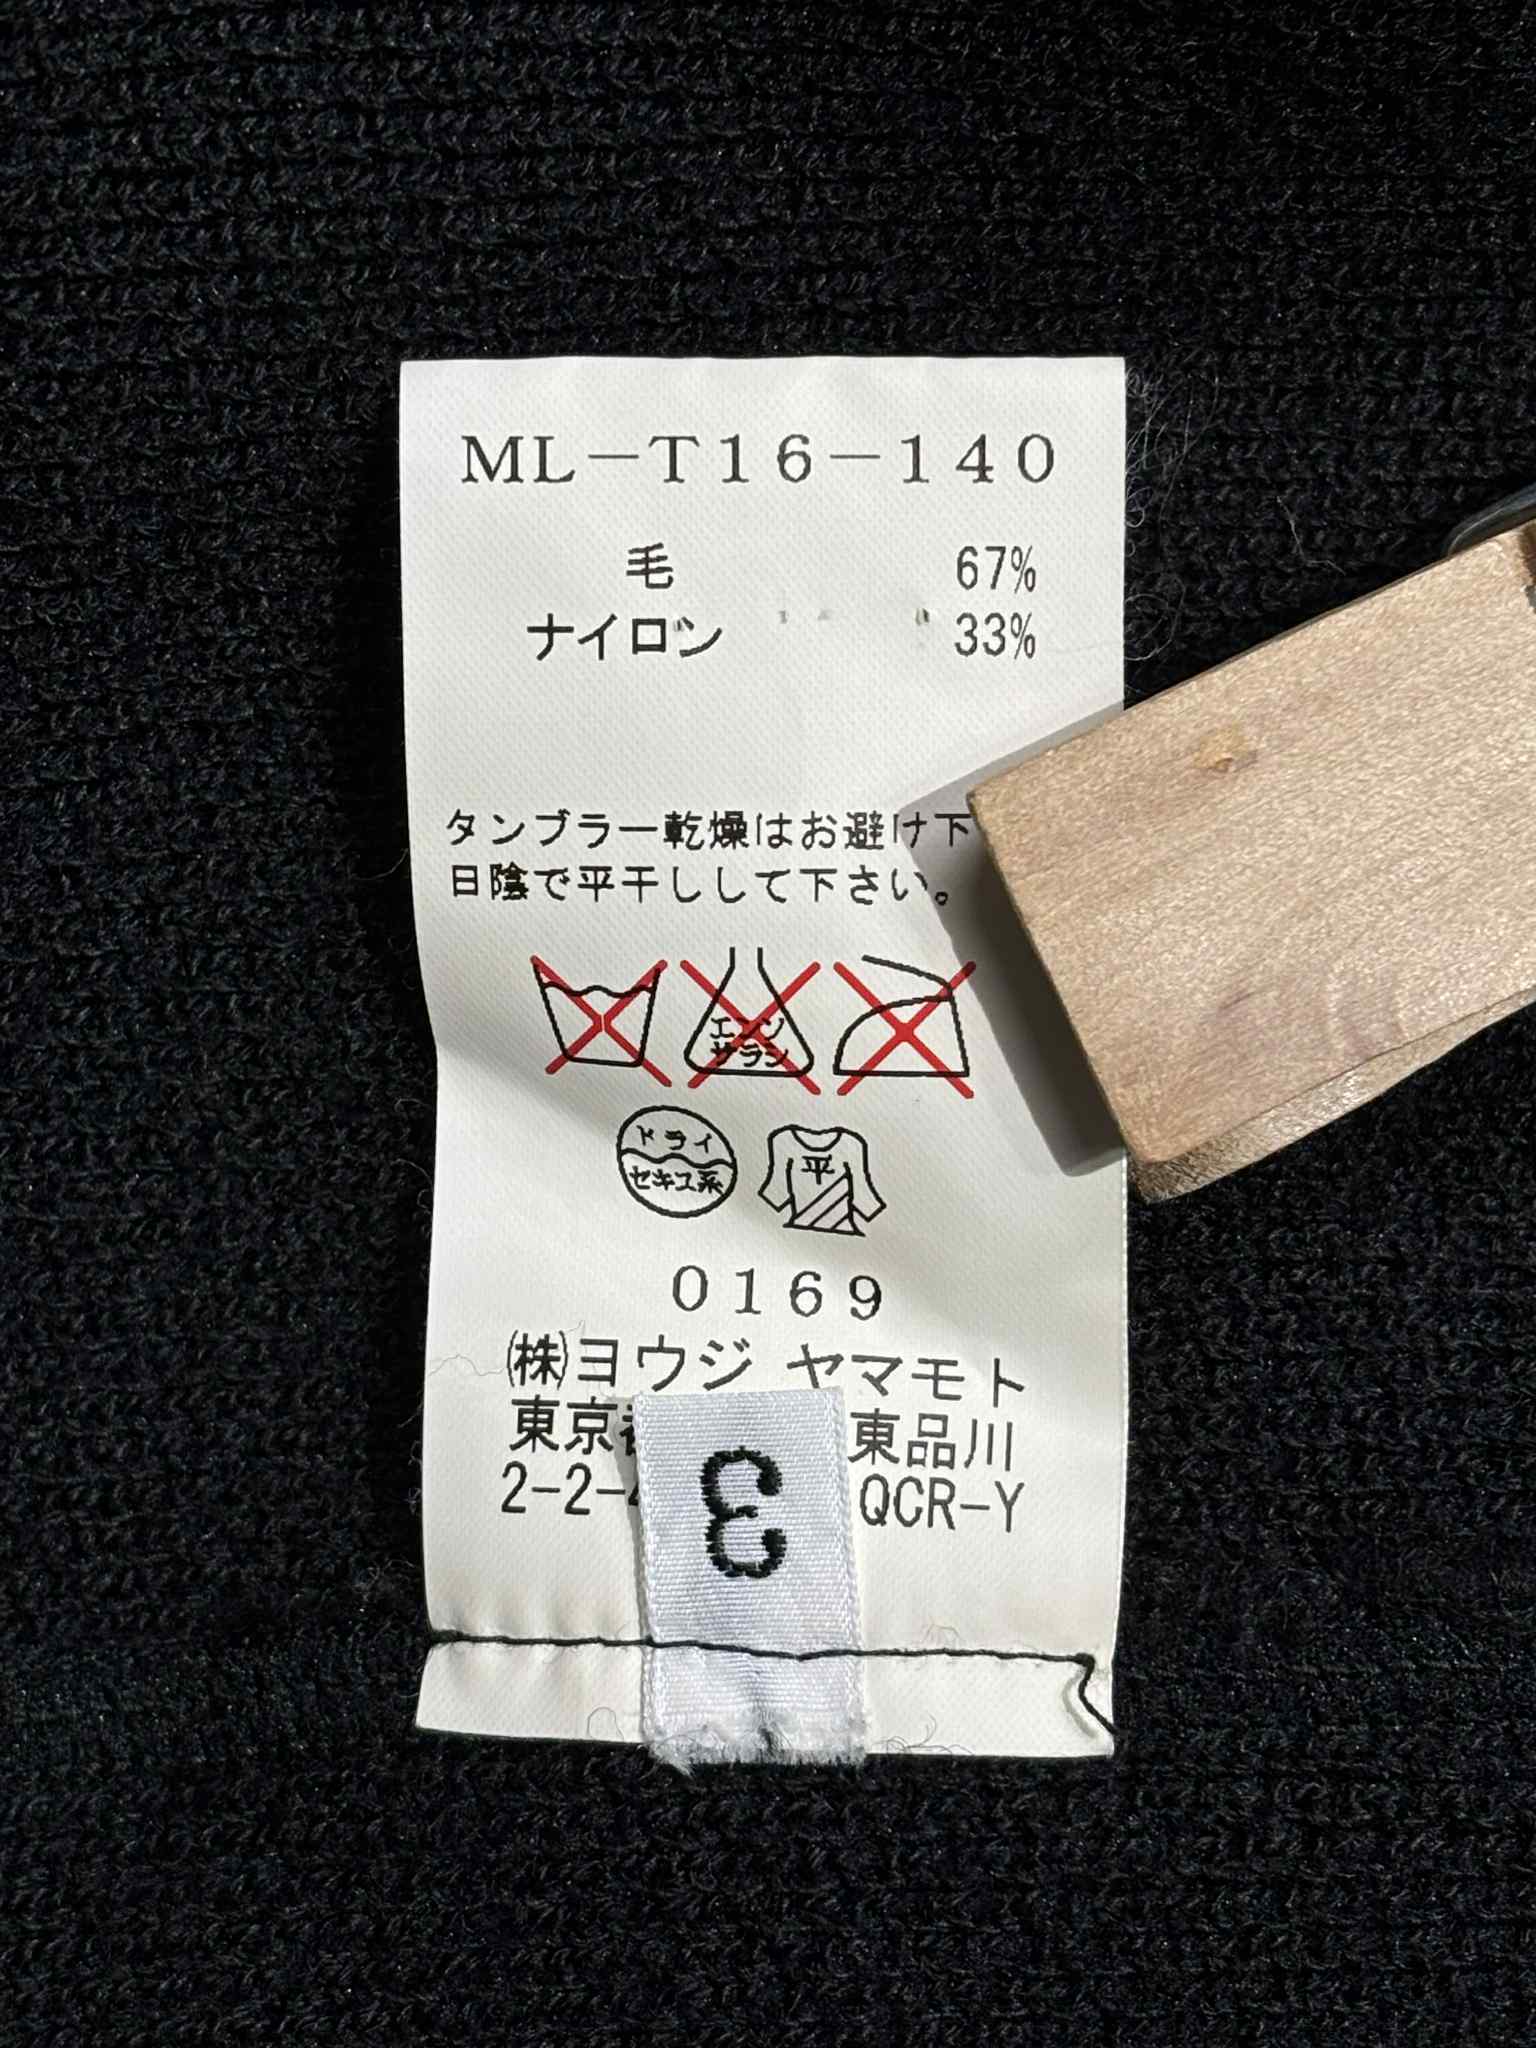 ML-T16-140
毛 67%
ナイロン 33%
タンブラー乾燥はお避け下
日陰で平干しして下さい。
エンソ
サラシ
ドライ
セキユ系
平
0169
(株)ヨウジ ヤマモト
東京 東品川
2-2- QCR-Y
3